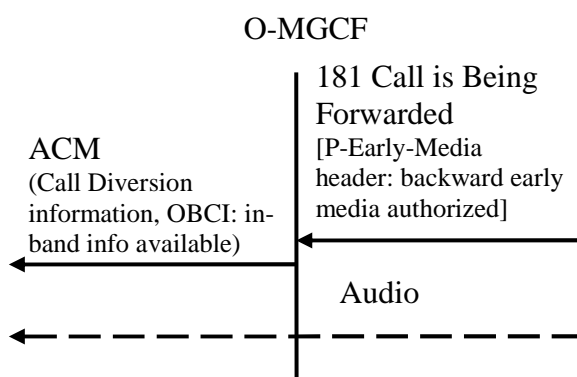 O-MGCF
181 Call is Being
Forwarded
[P-Early-Media
header: backward early
media authorized]
ACM
(Call Diversion
information, OBCI: in-
band info available)
Audio